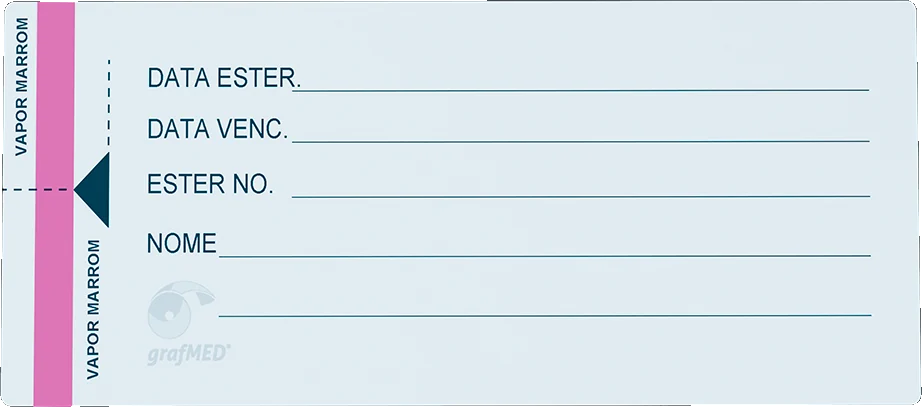 VAPOR MARROM
VAPOR MARROM
DATA ESTER.
DATA VENC.
ESTER NO.
NOME
grafMED